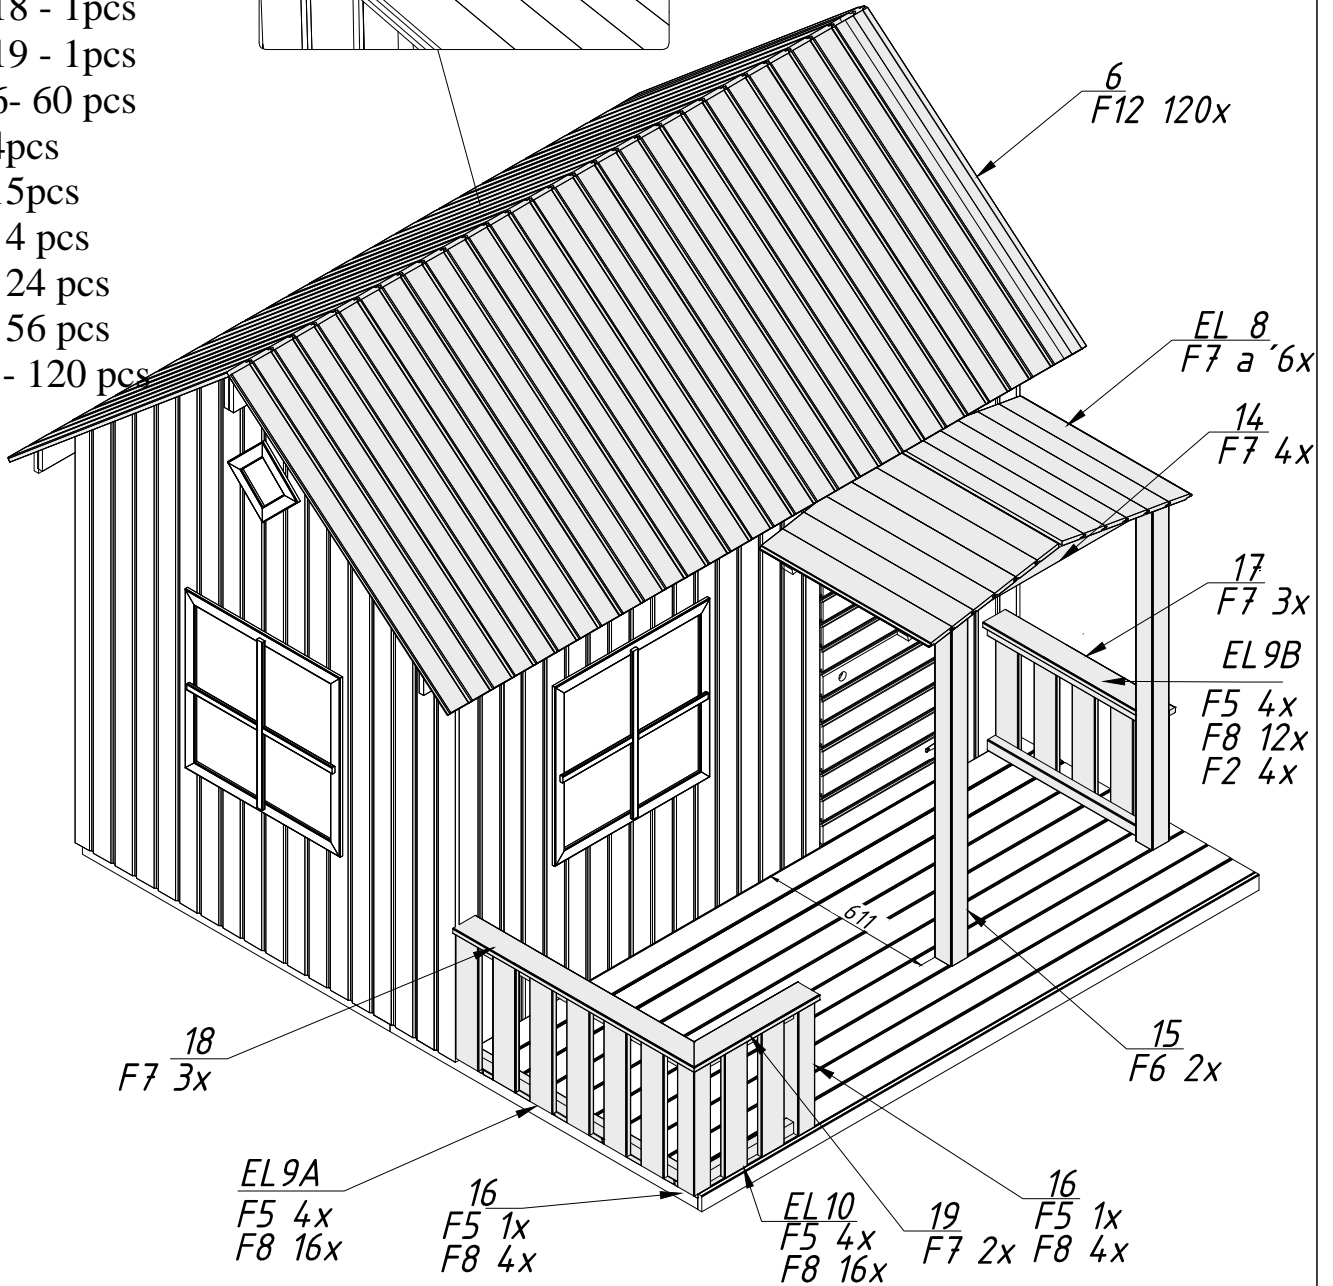 18 - 1pcs
19 - 1pcs
6- 60 pcs
4pcs
15pcs
4 pcs
24 pcs
56 pcs
- 120 pcs
6
F12 120x
EL 8
F7 a ´6x
14
F7 4x
17
F7 3x
EL9B
F5 4x
F8 12x
F2 4x
611
15
F6 2x
18
F7 3x
EL9A
F5 4x
F8 16x
16
F5 1x
F8 4x
EL10
F5 4x
F8 16x
19
F7 2x
16
F5 1x
F8 4x